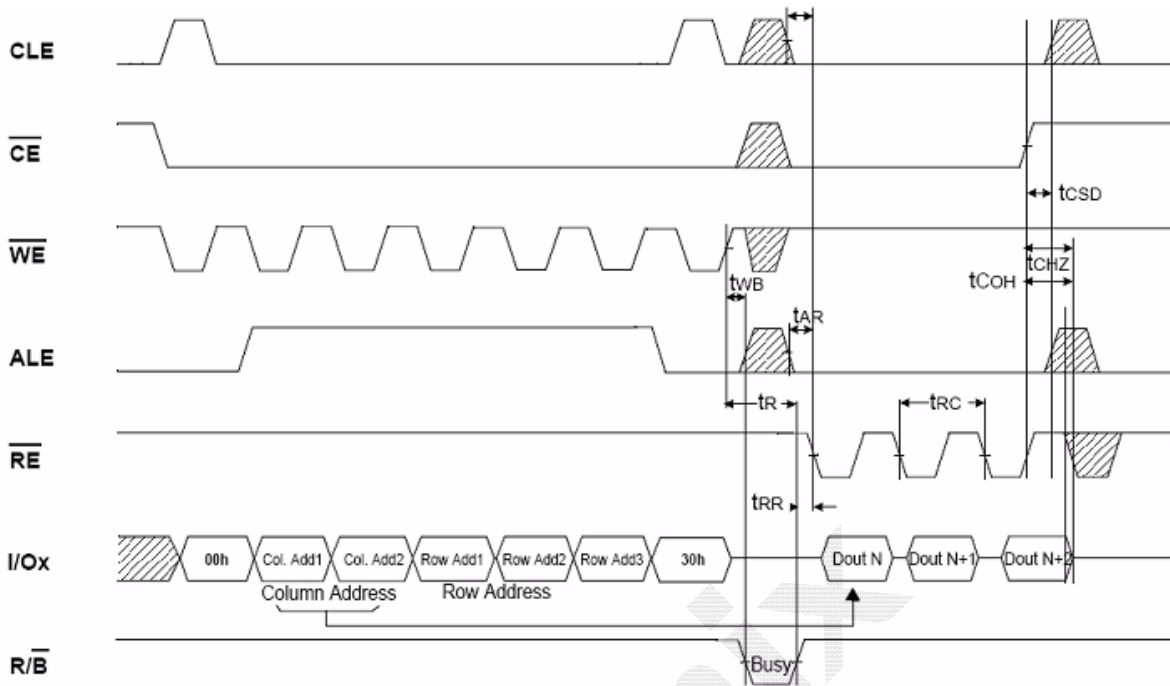 CLE
CE
tCSD
WE
tCHZ
tCOH
tWB
tAR
ALE
tR
tRC
RE
tRR
I/Ox
00h
Col. Add1
Col. Add2
Row Add1
Row Add2
Row Add3
30h
Dout N
Dout N+1
Dout N+2
Column Address
Row Address
R/B
Busy